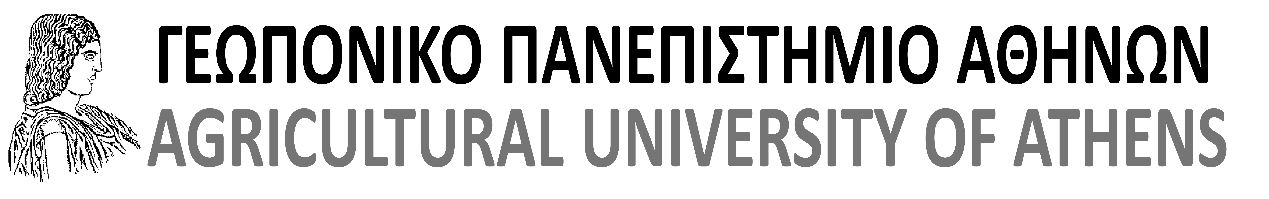 ΓΕΩΠΟΝΙΚΟ ΠΑΝΕΠΙΣΤΗΜΙΟ ΑΘΗΝΩΝ
AGRICULTURAL UNIVERSITY OF ATHENS